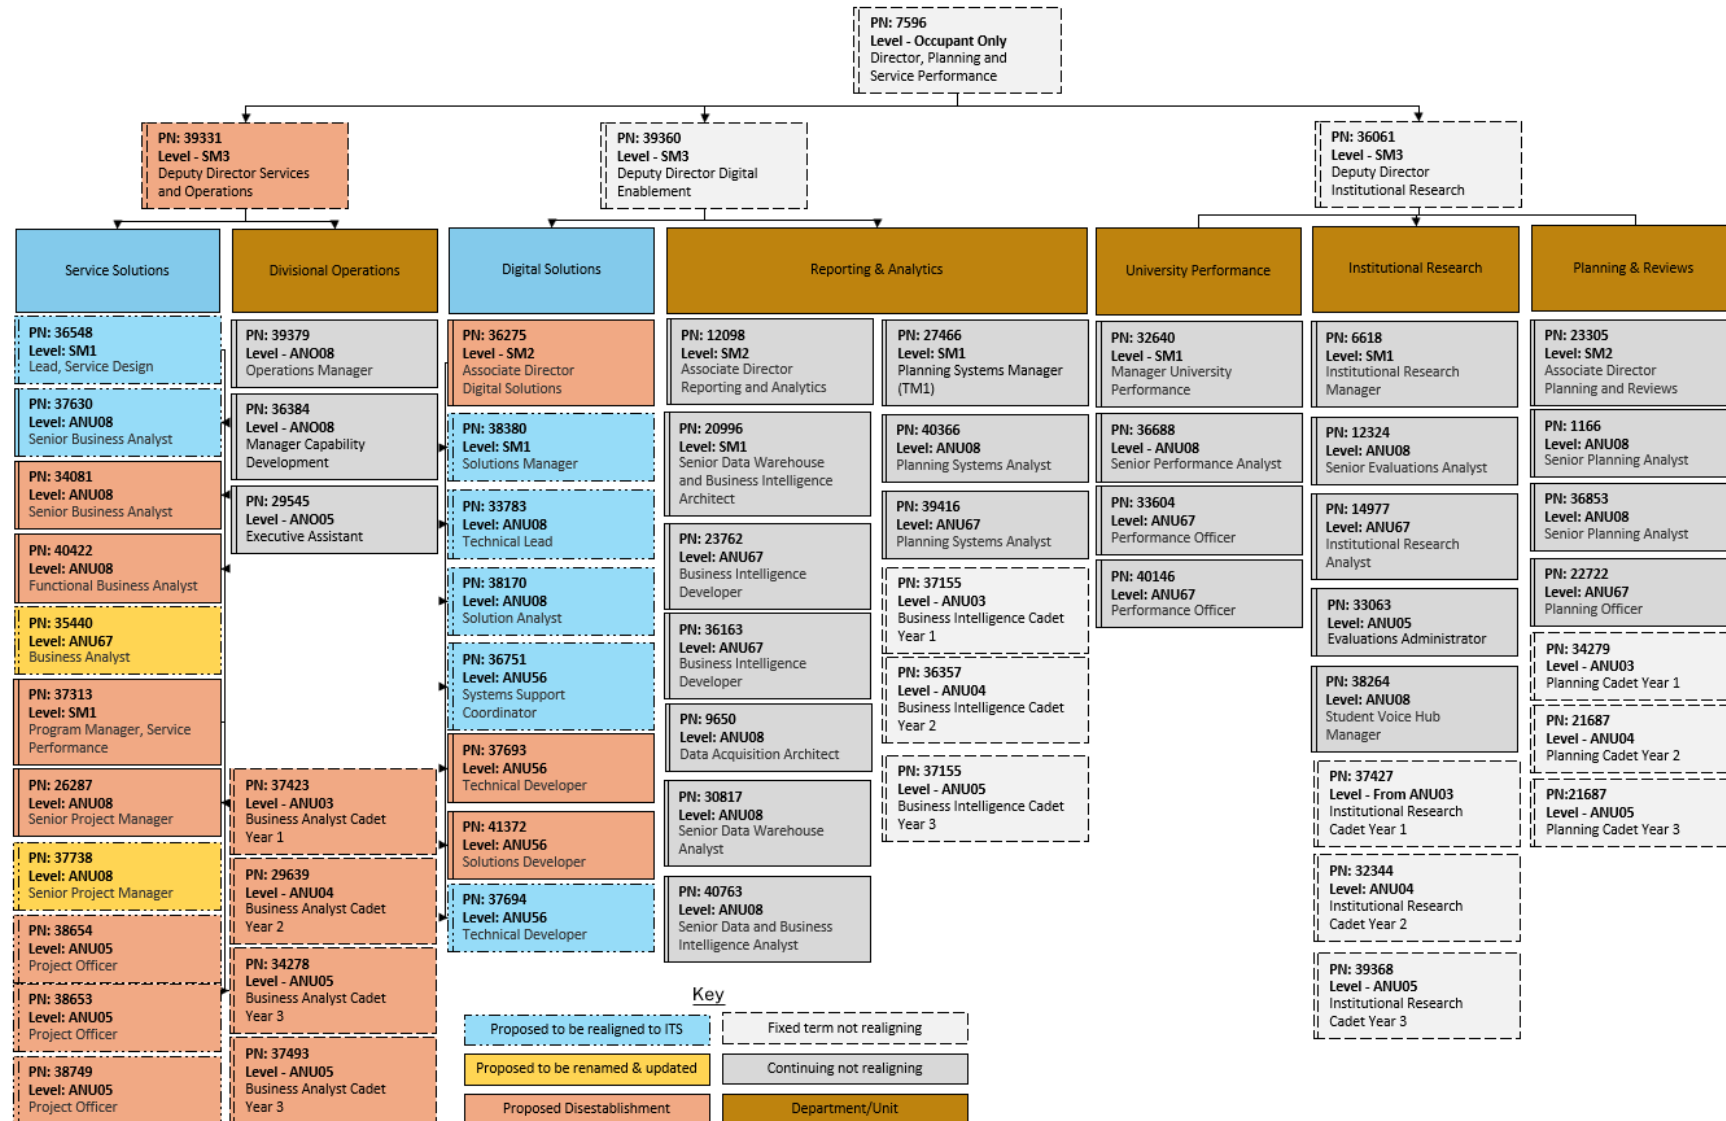 PN: 7596
Level - Occupant Only
Director, Planning and
Service Performance
PN: 39331
Level - SM3
Deputy Director Services
and Operations
PN: 39360
Level - SM3
Deputy Director Digital
Enablement
PN: 36061
Level - SM3
Deputy Director
Institutional Research
Service Solutions
Divisional Operations
Digital Solutions
Reporting & Analytics
University Performance
Institutional Research
Planning & Reviews
PN: 36548
Level: SM1
Lead, Service Design
PN: 37630
Level: ANU08
Senior Business Analyst
PN: 34081
Level: ANU08
Senior Business Analyst
PN: 40422
Level: ANU08
Functional Business Analyst
PN: 35440
Level: ANU67
Business Analyst
PN: 37313
Level: SM1
Program Manager, Service
Performance
PN: 26287
Level: ANU08
Senior Project Manager
PN: 37738
Level: ANU08
Senior Project Manager
PN: 38654
Level: ANU05
Project Officer
PN: 38653
Level: ANU05
Project Officer
PN: 38749
Level: ANU05
Project Officer
PN: 39379
Level - ANO08
Operations Manager
PN: 36384
Level - ANO08
Manager Capability
Development
PN: 29545
Level - ANO05
Executive Assistant
PN: 37423
Level - ANU03
Business Analyst Cadet
Year 1
PN: 29639
Level - ANU04
Business Analyst Cadet
Year 2
PN: 34278
Level - ANU05
Business Analyst Cadet
Year 3
PN: 37493
Level - ANU05
Business Analyst Cadet
Year 3
PN: 36275
Level - SM2
Associate Director
Digital Solutions
PN: 38380
Level: SM1
Solutions Manager
PN: 33783
Level: ANU08
Technical Lead
PN: 38170
Level: ANU08
Solution Analyst
PN: 36751
Level: ANU56
Systems Support
Coordinator
PN: 37693
Level: ANU56
Technical Developer
PN: 41372
Level: ANU56
Solutions Developer
PN: 37694
Level: ANU56
Technical Developer
PN: 12098
Level: SM2
Associate Director
Reporting and Analytics
PN: 20996
Level: SM1
Senior Data Warehouse
and Business Intelligence
Architect
PN: 23762
Level: ANU67
Business Intelligence
Developer
PN: 36163
Level: ANU67
Business Intelligence
Developer
PN: 9650
Level: ANU08
Data Acquisition Architect
PN: 30817
Level: ANU08
Senior Data Warehouse
Analyst
PN: 40763
Level: ANU08
Senior Data and Business
Intelligence Analyst
PN: 27466
Level: SM1
Planning Systems Manager
(TM1)
PN: 40366
Level: ANU08
Planning Systems Analyst
PN: 39416
Level: ANU67
Planning Systems Analyst
PN: 37155
Level - ANU03
Business Intelligence Cadet
Year 1
PN: 36357
Level - ANU04
Business Intelligence Cadet
Year 2
PN: 37155
Level - ANU05
Business Intelligence Cadet
Year 3
PN: 32640
Level - SM1
Manager University
Performance
PN: 36688
Level - ANU08
Senior Performance Analyst
PN: 33604
Level: ANU67
Performance Officer
PN: 40146
Level: ANU67
Performance Officer
PN: 6618
Level: SM1
Institutional Research
Manager
PN: 12324
Level: ANU08
Senior Evaluations Analyst
PN: 14977
Level: ANU67
Institutional Research
Analyst
PN: 33063
Level: ANU05
Evaluations Administrator
PN: 38264
Level: ANU08
Student Voice Hub
Manager
PN: 37427
Level - From ANU03
Institutional Research
Cadet Year 1
PN: 32344
Level: ANU04
Institutional Research
Cadet Year 2
PN: 39368
Level - ANU05
Institutional Research
Cadet Year 3
PN: 23305
Level: SM2
Associate Director
Planning and Reviews
PN: 1166
Level: ANU08
Senior Planning Analyst
PN: 36853
Level: ANU08
Senior Planning Analyst
PN: 22722
Level: ANU67
Planning Officer
PN: 34279
Level - ANU03
Planning Cadet Year 1
PN: 21687
Level - ANU04
Planning Cadet Year 2
PN:21687
Level - ANU05
Planning Cadet Year 3
Key
Proposed to be realigned to ITS
Fixed term not realigning
Proposed to be renamed & updated
Continuing not realigning
Proposed Disestablishment
Department/Unit